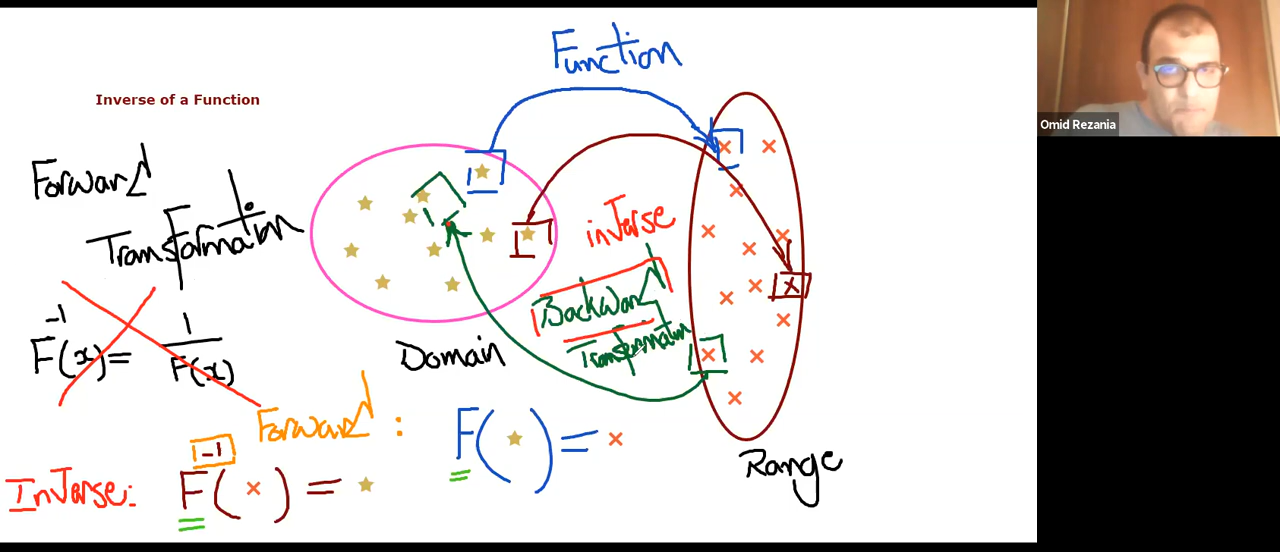 Function
Inverse of a Function
Omid Rezania
Forward
Transformation
inverse
Backward
Transformation
F⁻¹(x) = 1/F(x)
Domain
Range
Forward: F(★) = ×
Inverse: F⁻¹(×) = ★